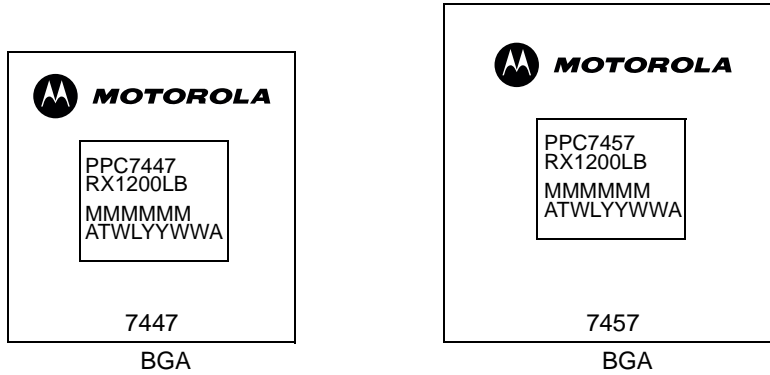 MOTOROLA
PPC7447
RX1200LB
MMMMMM
ATWLYYWWA
7447
BGA
MOTOROLA
PPC7457
RX1200LB
MMMMMM
ATWLYYWWA
7457
BGA